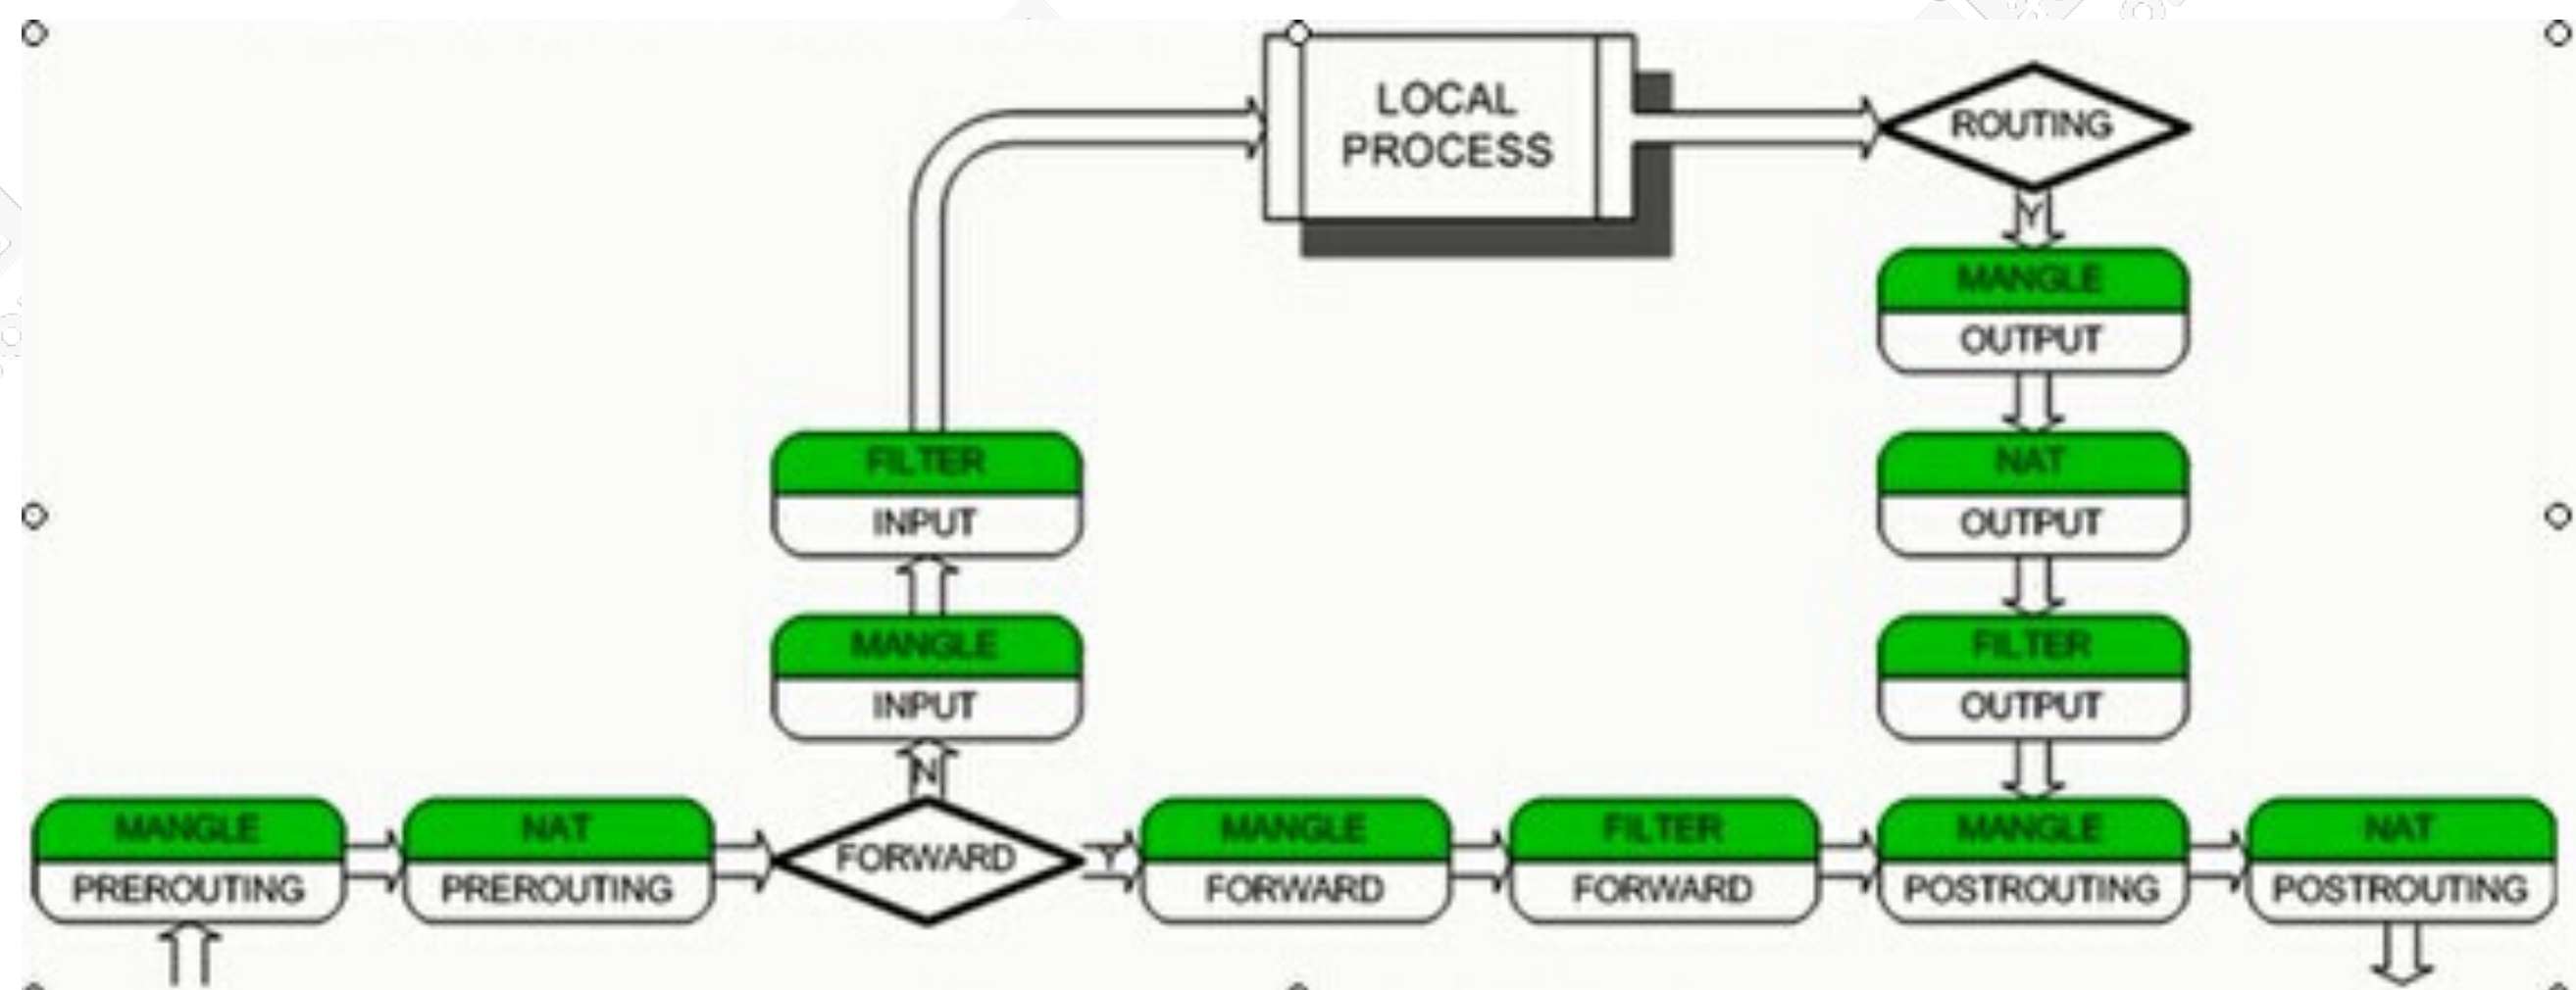 LOCAL
PROCESS
ROUTING
Y
MANGLE
OUTPUT
FILTER
INPUT
NAT
OUTPUT
MANGLE
INPUT
FILTER
OUTPUT
N
MANGLE
PREROUTING
NAT
PREROUTING
FORWARD
Y
MANGLE
FORWARD
FILTER
FORWARD
MANGLE
POSTROUTING
NAT
POSTROUTING